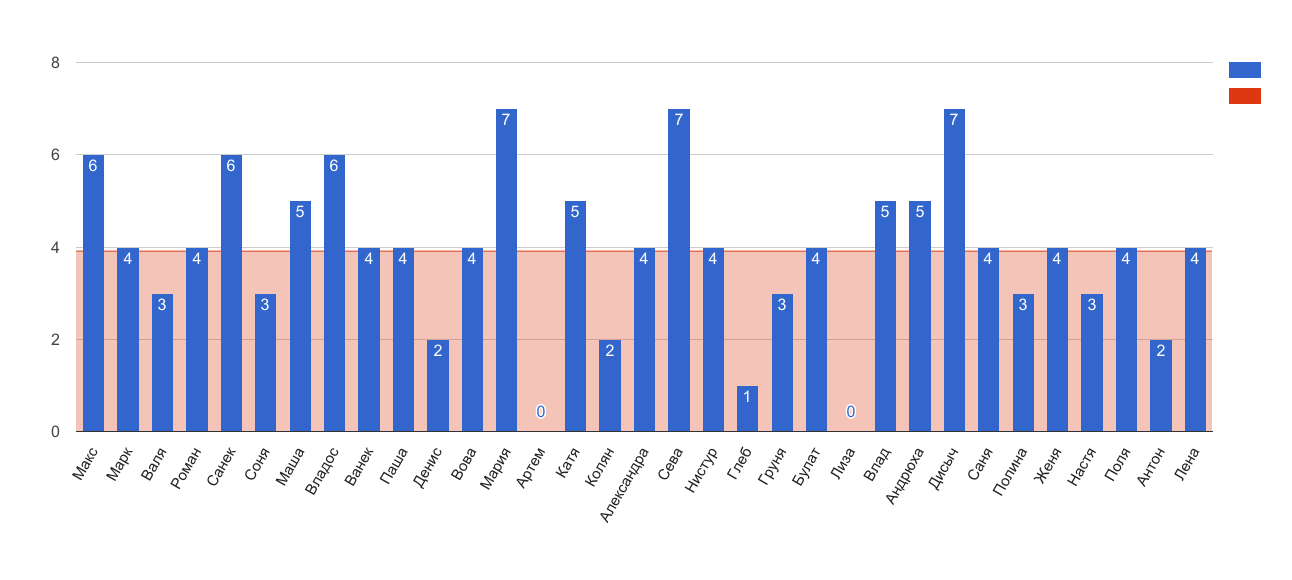 8
6
4
2
0
6 4 3 4 6 3 5 6 4 4 2 4 7 0 5 2 4 7 4 1 3 4 0 5 5 7 4 3 4 3 4 2 4
Макс Марк Валя Роман Санек Соня Маша Владос Ванек Паша Денис Вова Мария Артем Катя Колян Александра Сева Нистур Глеб Груня Булат Лиза Влад Андрюха Дисыч Саня Полина Женя Настя Поля Антон Лена